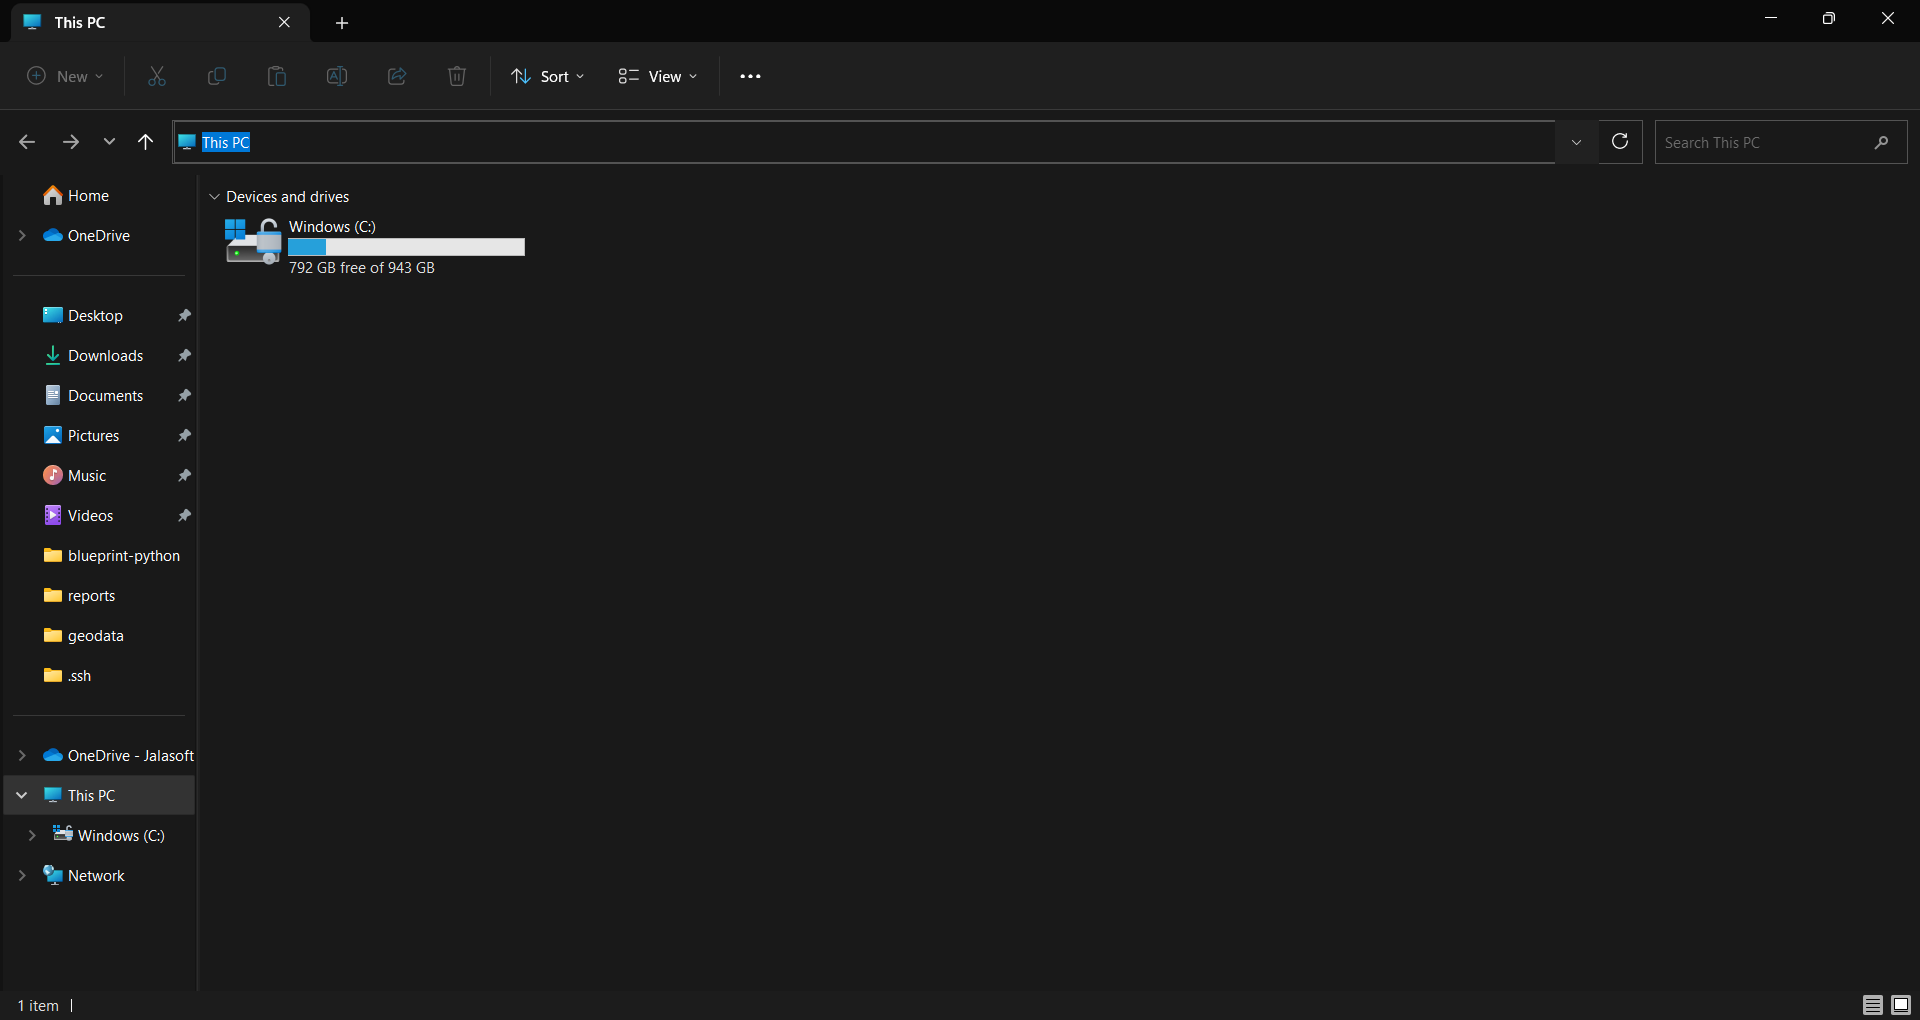 This PC
New
Sort
View
This PC
Search This PC
Home
OneDrive
Desktop
Downloads
Documents
Pictures
Music
Videos
blueprint-python
reports
geodata
.ssh
OneDrive - Jalasoft
This PC
Windows (C:)
Network
Devices and drives
Windows (C:)
792 GB free of 943 GB
1 item